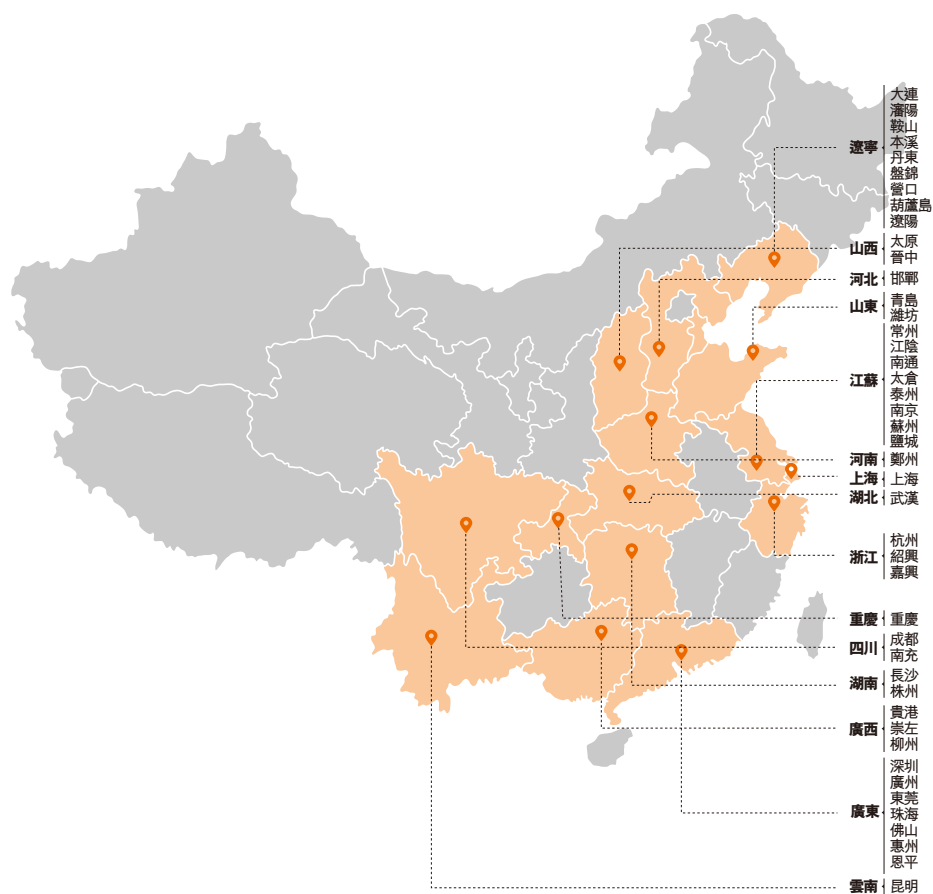 遼寧
大連
瀋陽
鞍山
本溪
丹東
盤錦
營口
葫蘆島
遼陽
山西
太原
晉中
河北
邯鄲
山東
青島
濰坊
江蘇
常州
江陰
南通
太倉
泰州
南京
蘇州
鹽城
河南
鄭州
上海
上海
湖北
武漢
浙江
杭州
紹興
嘉興
重慶
重慶
四川
成都
南充
湖南
長沙
株州
廣西
貴港
崇左
柳州
廣東
深圳
廣州
東莞
珠海
佛山
惠州
恩平
雲南
昆明